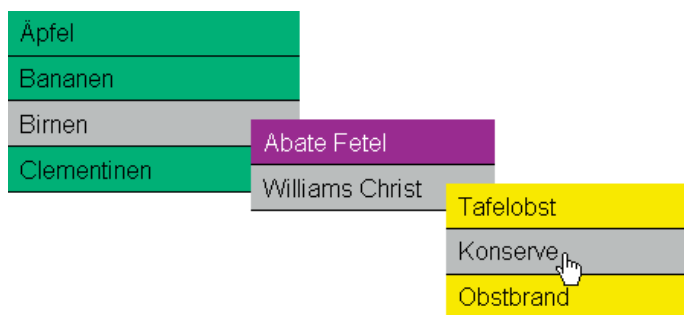 Äpfel
Bananen
Birnen
Clementinen
Abate Fetel
Williams Christ
Tafelobst
Konserve
Obstbrand